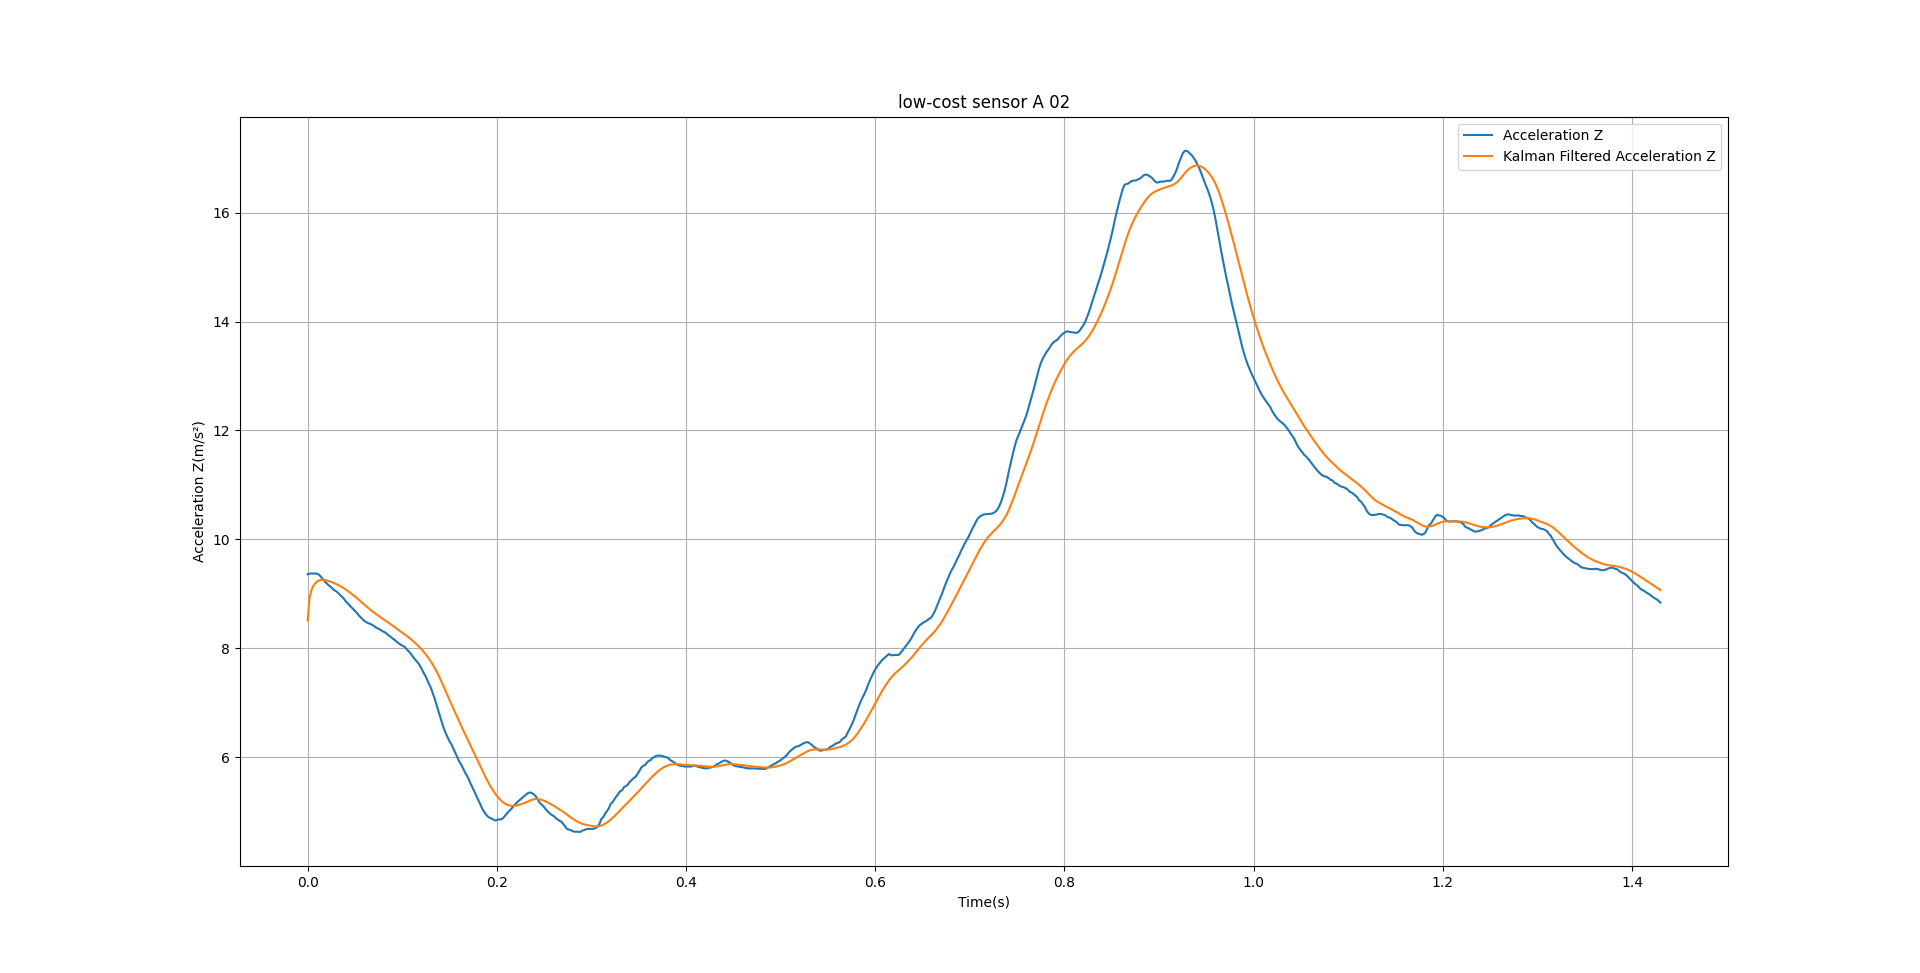 low-cost sensor A 02
Acceleration Z
Kalman Filtered Acceleration Z
Acceleration Z(m/s²)
16
14
12
10
8
6
0.0 0.2 0.4 0.6 0.8 1.0 1.2 1.4
Time(s)